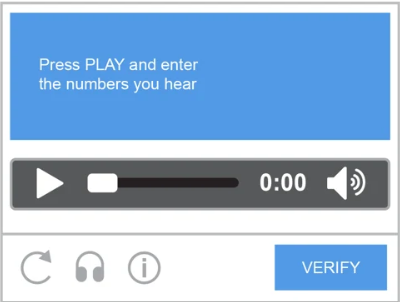 Press PLAY and enter
the numbers you hear
0:00
VERIFY